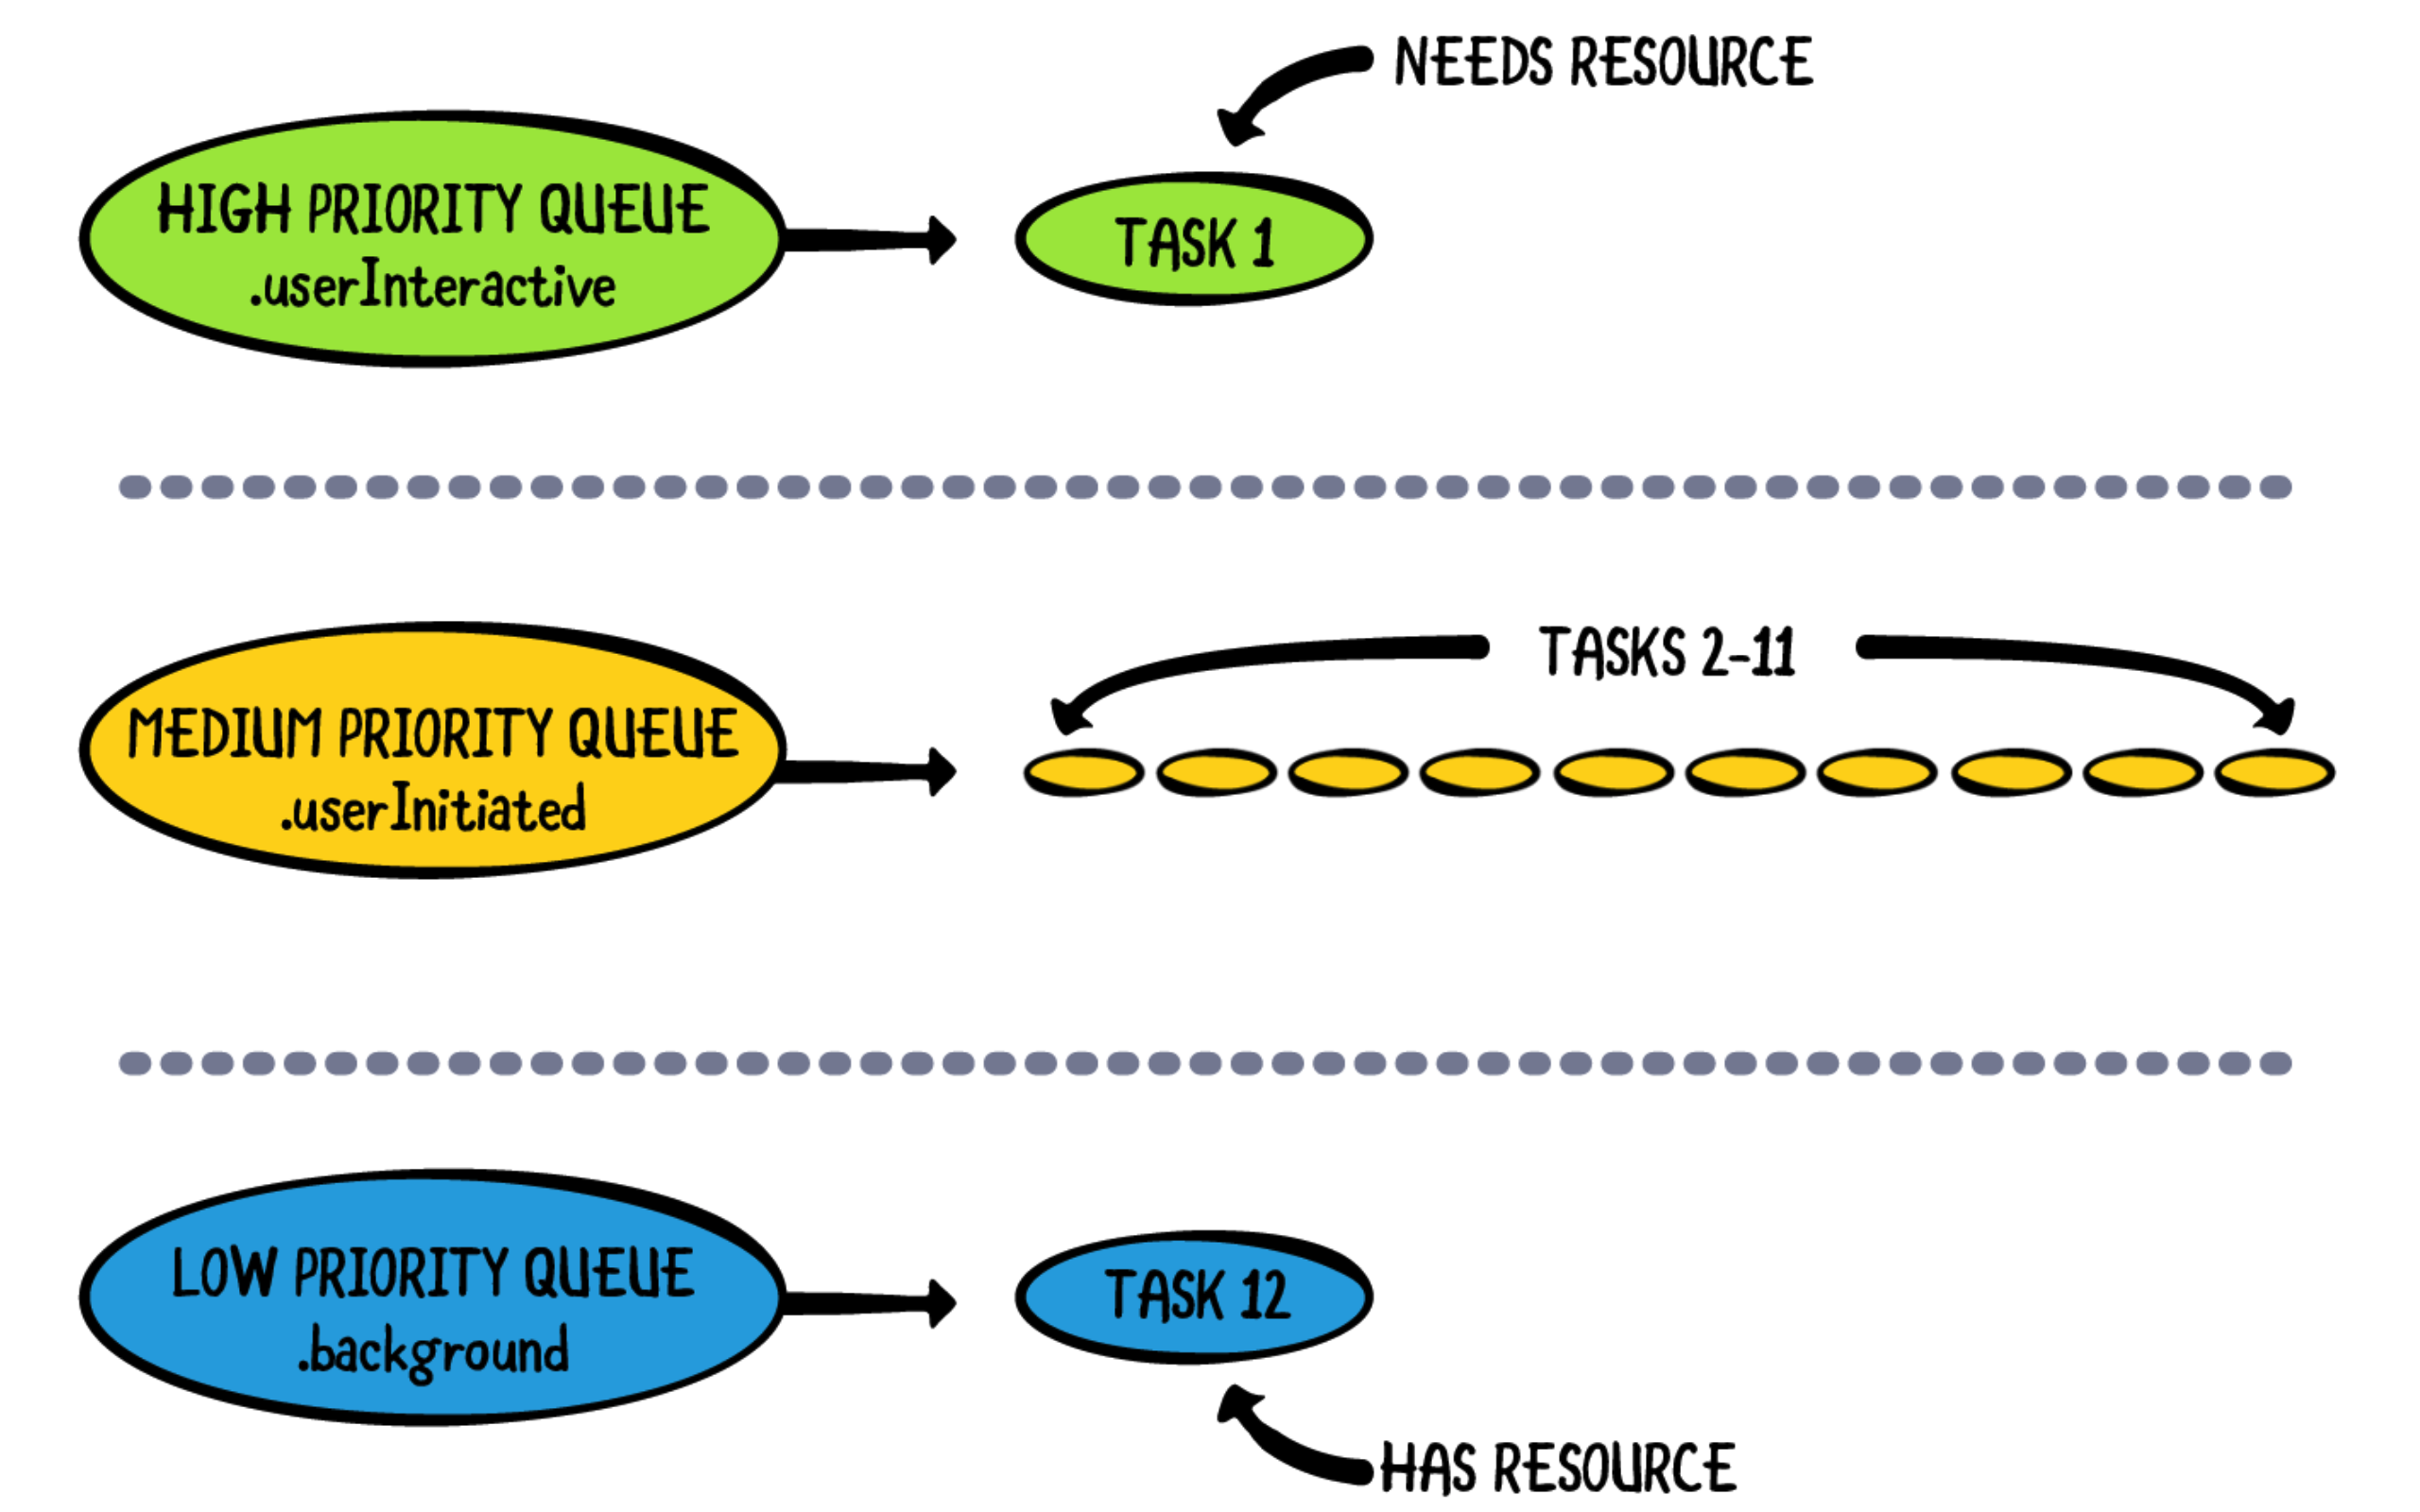 NEEDS RESOURCE
HIGH PRIORITY QUEUE
.userInteractive
TASK 1
TASKS 2-11
MEDIUM PRIORITY QUEUE
.userInitiated
LOW PRIORITY QUEUE
.background
TASK 12
HAS RESOURCE